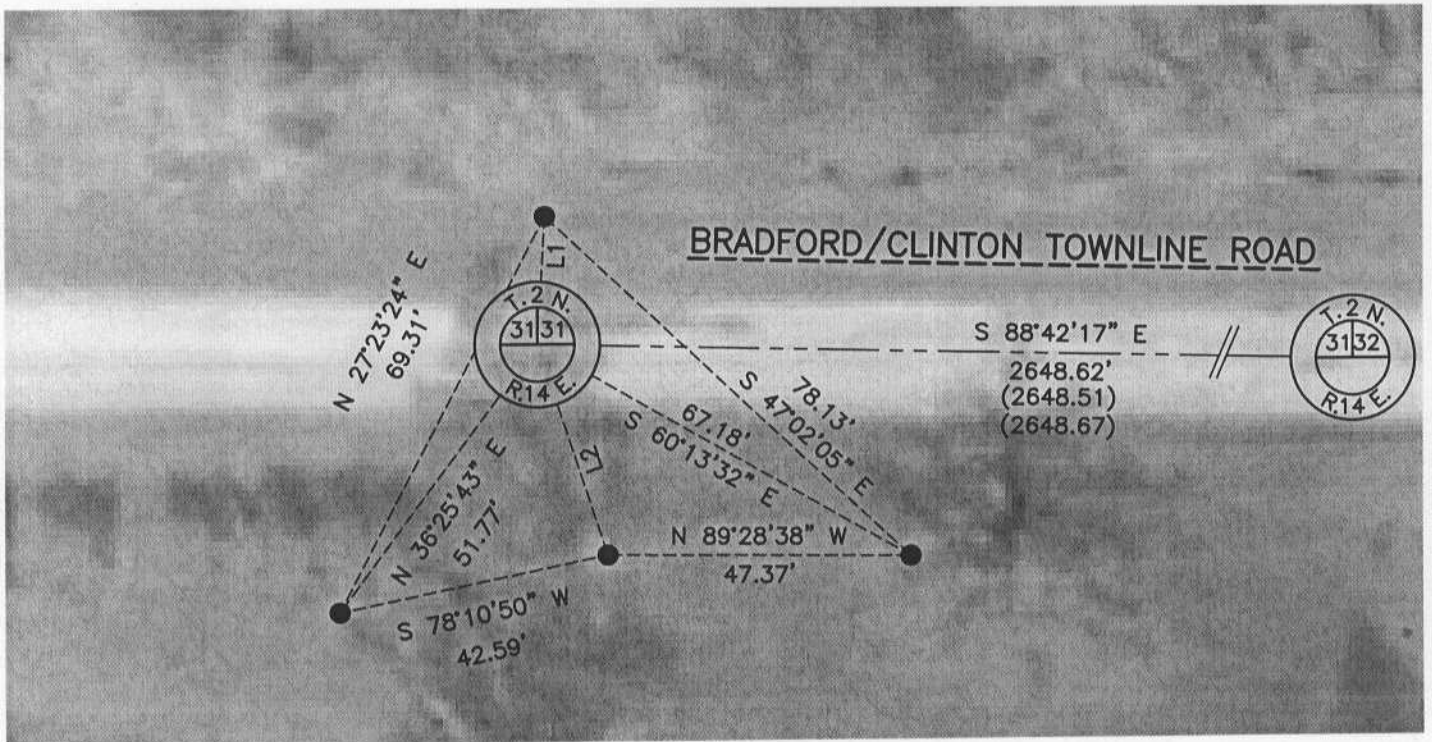 BRADFORD/CLINTON TOWNLINE ROAD
N 27°23'24" E
69.31'
L1
T. 2 N.
31 31
R.14 E.
S 88°42'17" E
2648.62'
(2648.51)
(2648.67)
T. 2 N.
31 32
R.14 E.
78.13'
S 47°02'05" E
67.18'
S 60°13'32" E
L2
N 36°25'43" E
51.77'
N 89°28'38" W
47.37'
S 78°10'50" W
42.59'